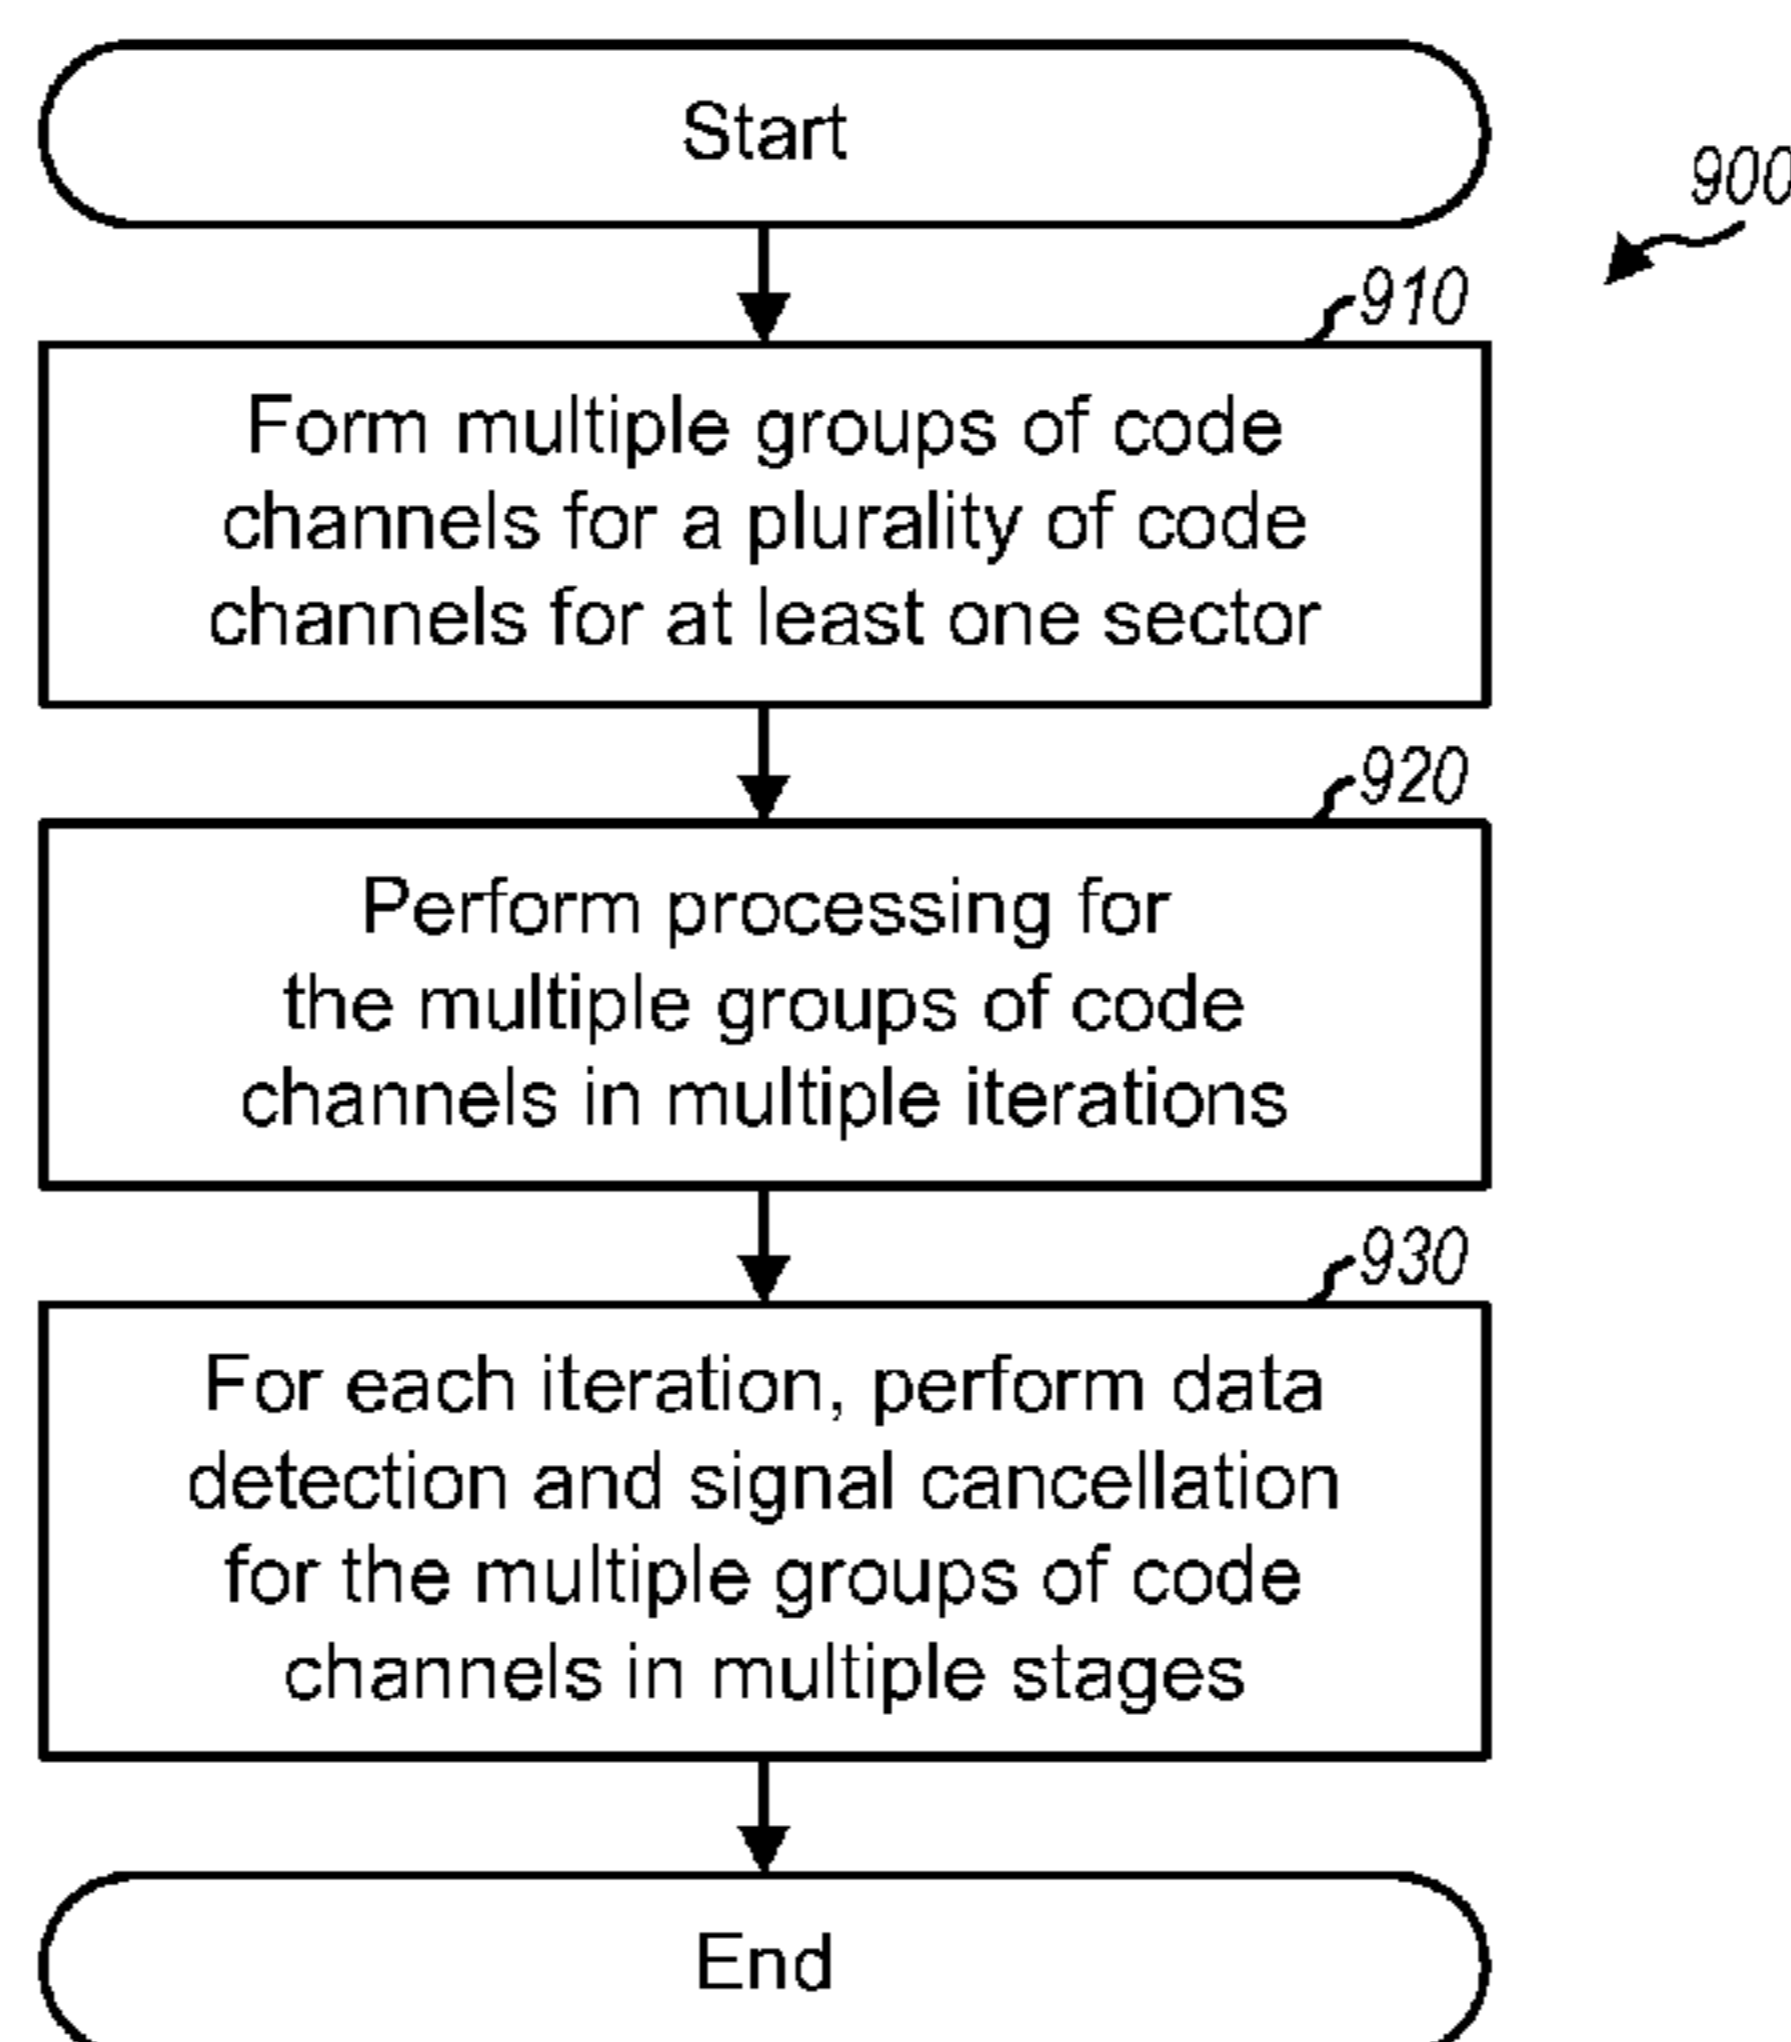 Start
900
910
Form multiple groups of code
channels for a plurality of code
channels for at least one sector
920
Perform processing for
the multiple groups of code
channels in multiple iterations
930
For each iteration, perform data
detection and signal cancellation
for the multiple groups of code
channels in multiple stages
End